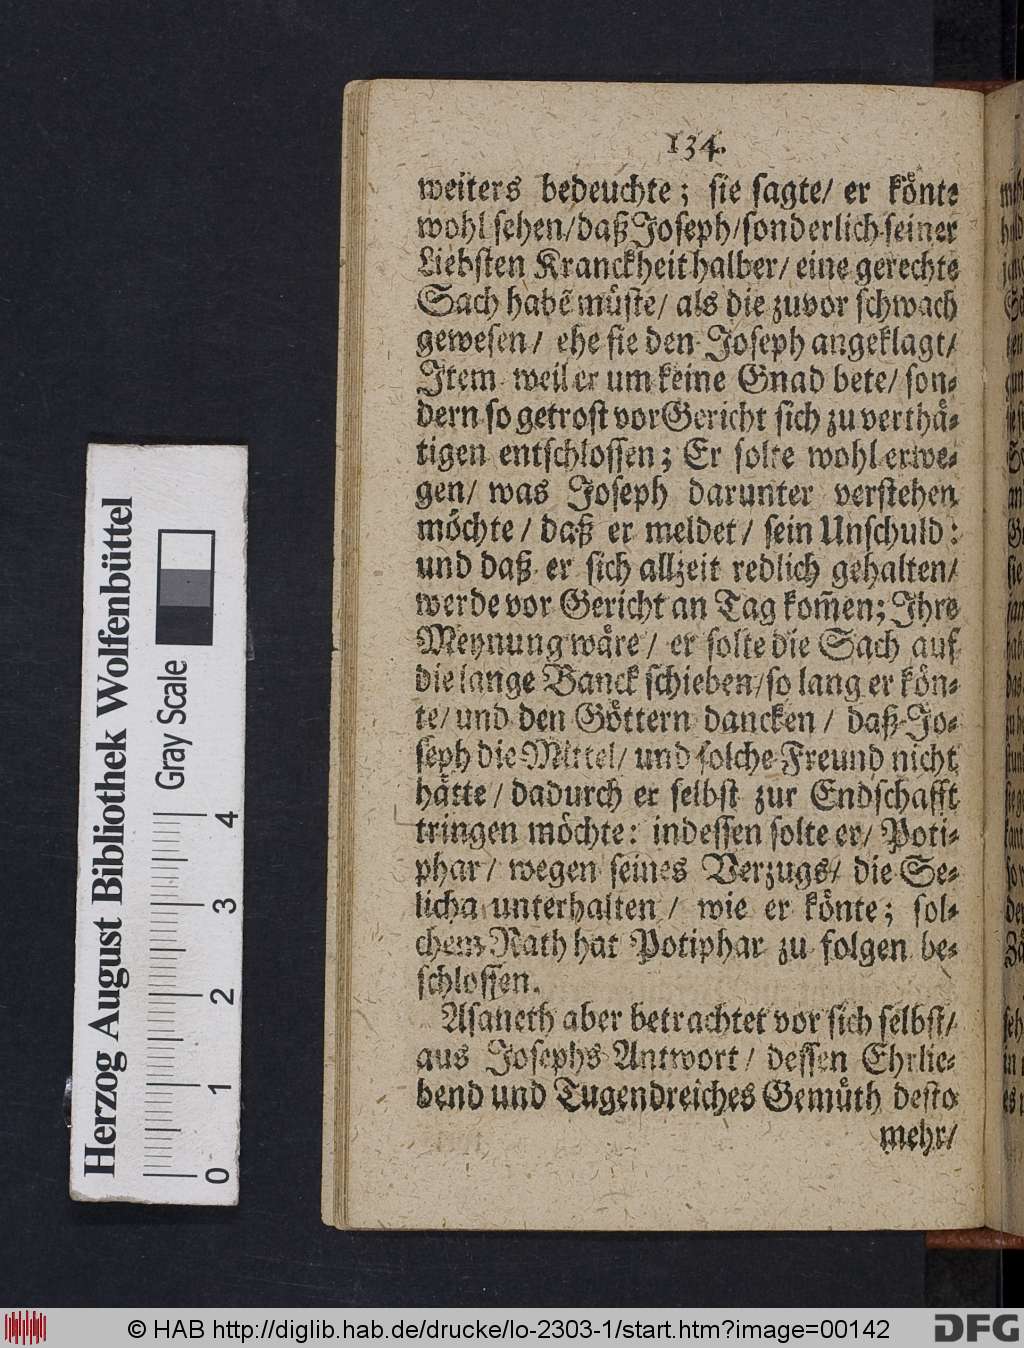 134.
weiters bedeuchte; sie sagte/ er könte
wohl sehen/ daß Joseph/ sonderlich seiner
Liebsten Kranckheit halber/ eine gerechte
Sach habẽ müste/ als die zuvor schwach
gewesen/ ehe sie den Joseph angeklagt/
Item weil er um keine Gnad bete/ son-
dern so getrost vor Gericht sich zu verthä-
tigen entschlossen; Er solte wohl erwe-
gen/ was Joseph darunter verstehen
möchte/ daß er meldet/ sein Unschuld:
und daß er sich allzeit redlich gehalten/
werde vor Gericht an Tag kom̃en; Ihre
Meynung wäre/ er solte die Sach auf
die lange Banck schieben/ so lang er kön-
te/ und den Göttern dancken/ daß Jo-
seph die Mittel/ und solche Freund nicht
hätte/ dadurch er selbst zur Endschafft
tringen möchte: indessen solte er/ Poti-
phar/ wegen seines Verzugs/ die Se-
licha unterhalten/ wie er könte; sol-
chem Rath hat Potiphar zu folgen be-
schlossen.
Asaneth aber betrachtet vor sich selbst/
aus Josephs Antwort/ dessen Ehrlie-
bend und Tugendreiches Gemüth desto
mehr/
Herzog August Bibliothek Wolfenbüttel
Gray Scale
0 1 2 3 4
© HAB http://diglib.hab.de/drucke/lo-2303-1/start.htm?image=00142
DFG